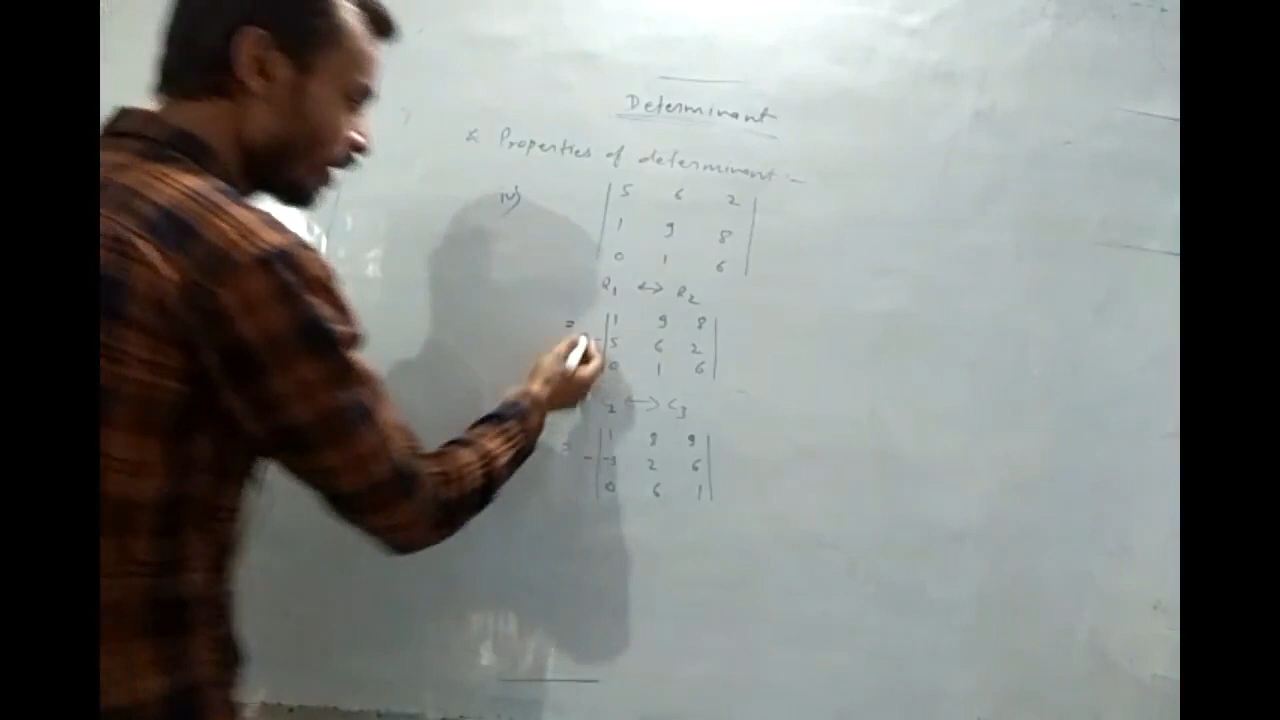 Determinant
* Properties of determinant :-
iv) | 5 6 2 |
| 1 9 8 |
| 0 1 6 |
R1 ↔ R2
= - | 1 9 8 |
| 5 6 2 |
| 0 1 6 |
C2 ↔ C3
= - | 1 8 9 |
2 6 |
| 0 6 1 |